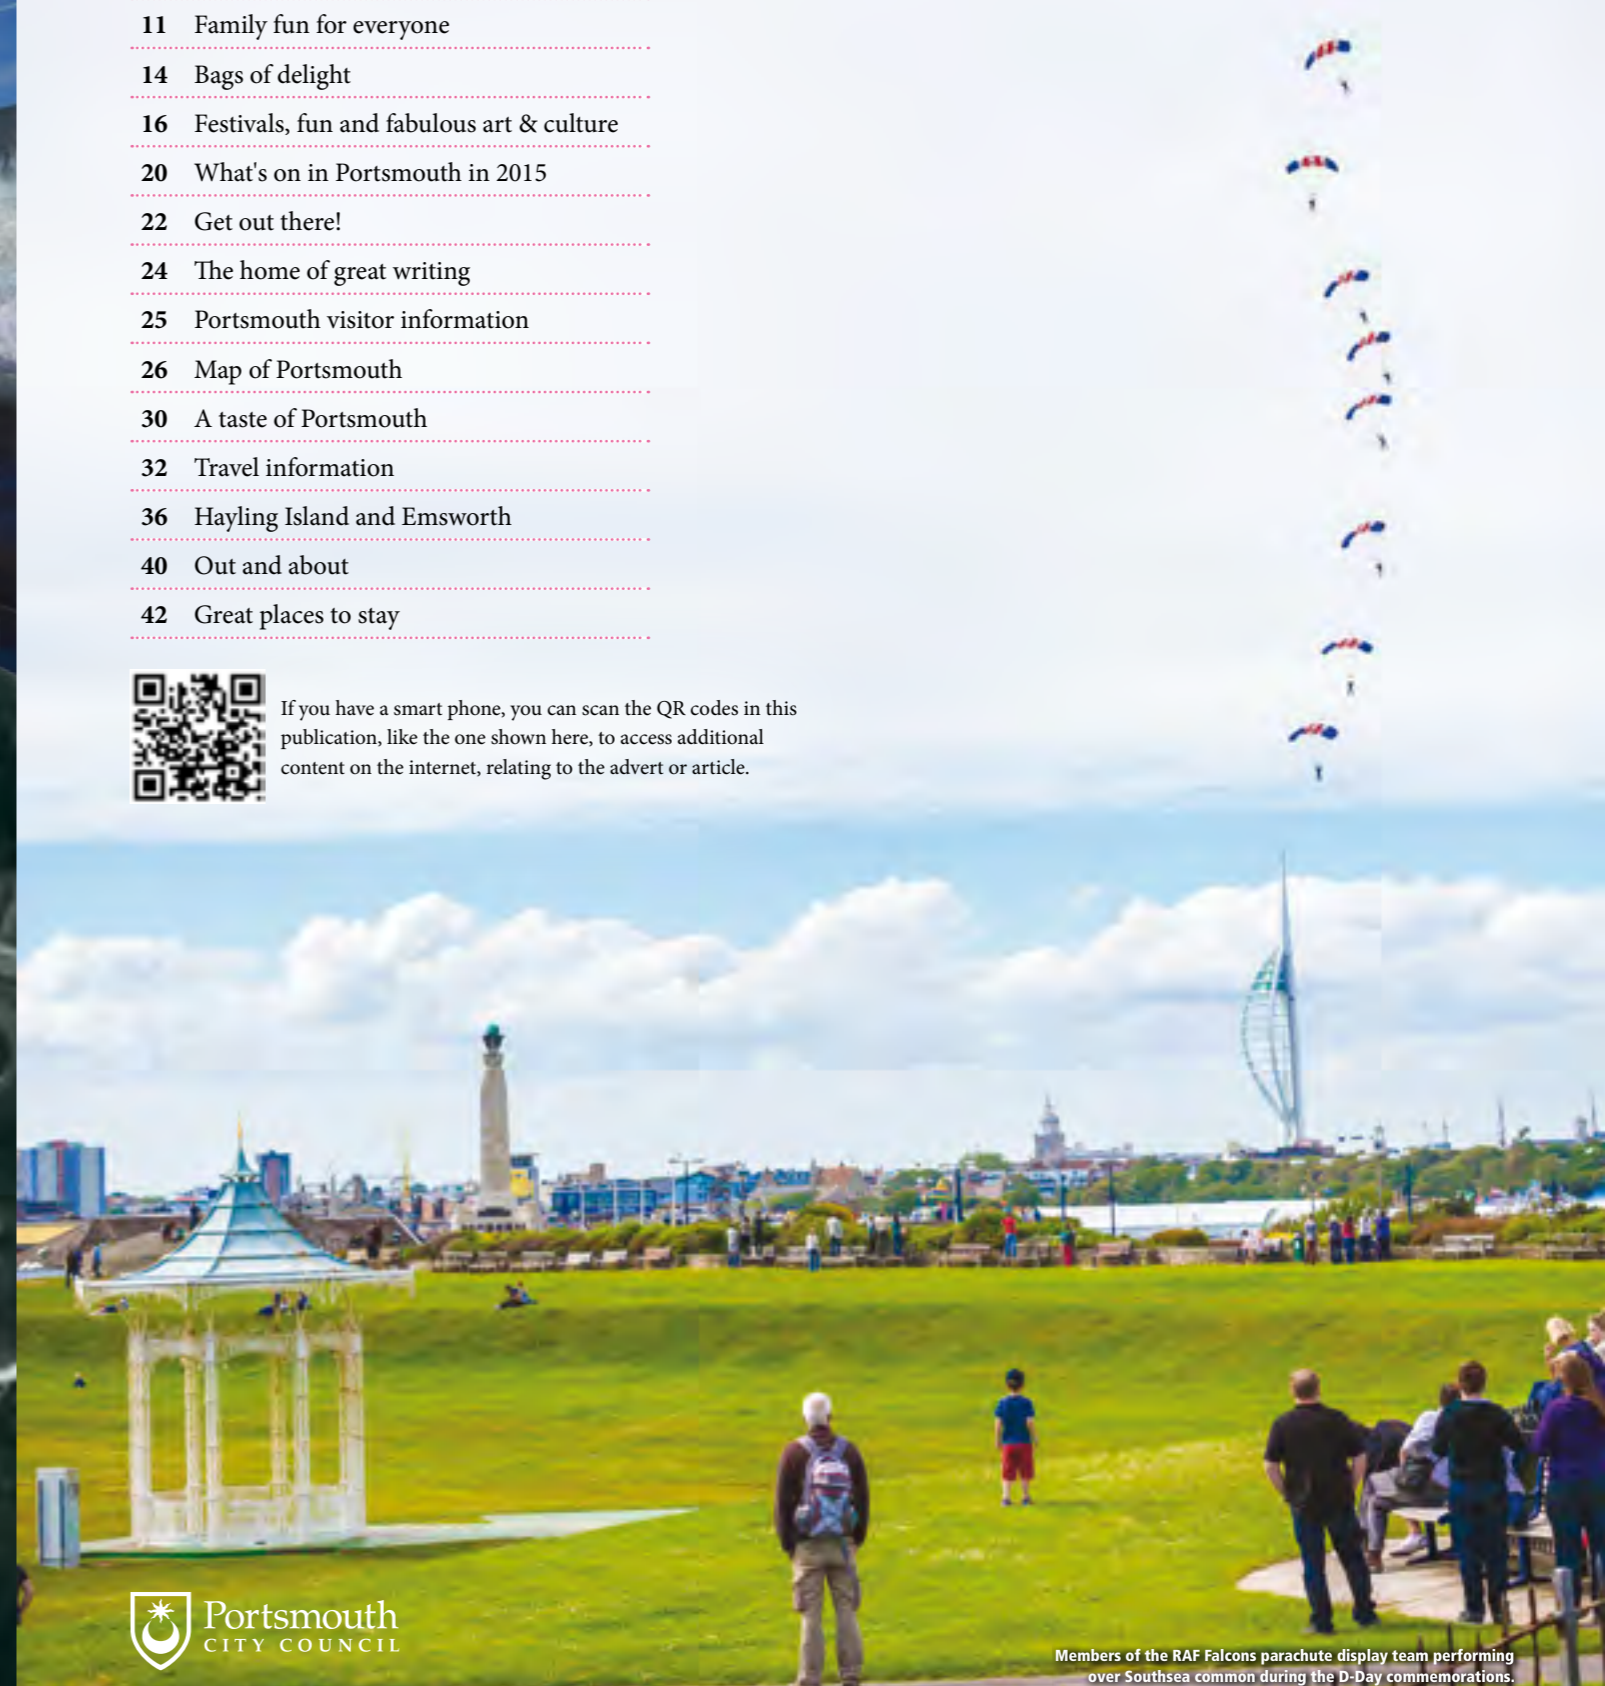 11 Family fun for everyone
14 Bags of delight
16 Festivals, fun and fabulous art & culture
20 What's on in Portsmouth in 2015
22 Get out there!
24 The home of great writing
25 Portsmouth visitor information
26 Map of Portsmouth
30 A taste of Portsmouth
32 Travel information
36 Hayling Island and Emsworth
40 Out and about
42 Great places to stay
If you have a smart phone, you can scan the QR codes in this
publication, like the one shown here, to access additional
content on the internet, relating to the advert or article.
Portsmouth
CITY COUNCIL
Members of the RAF Falcons parachute display team performing
over Southsea common during the D-Day commemorations.